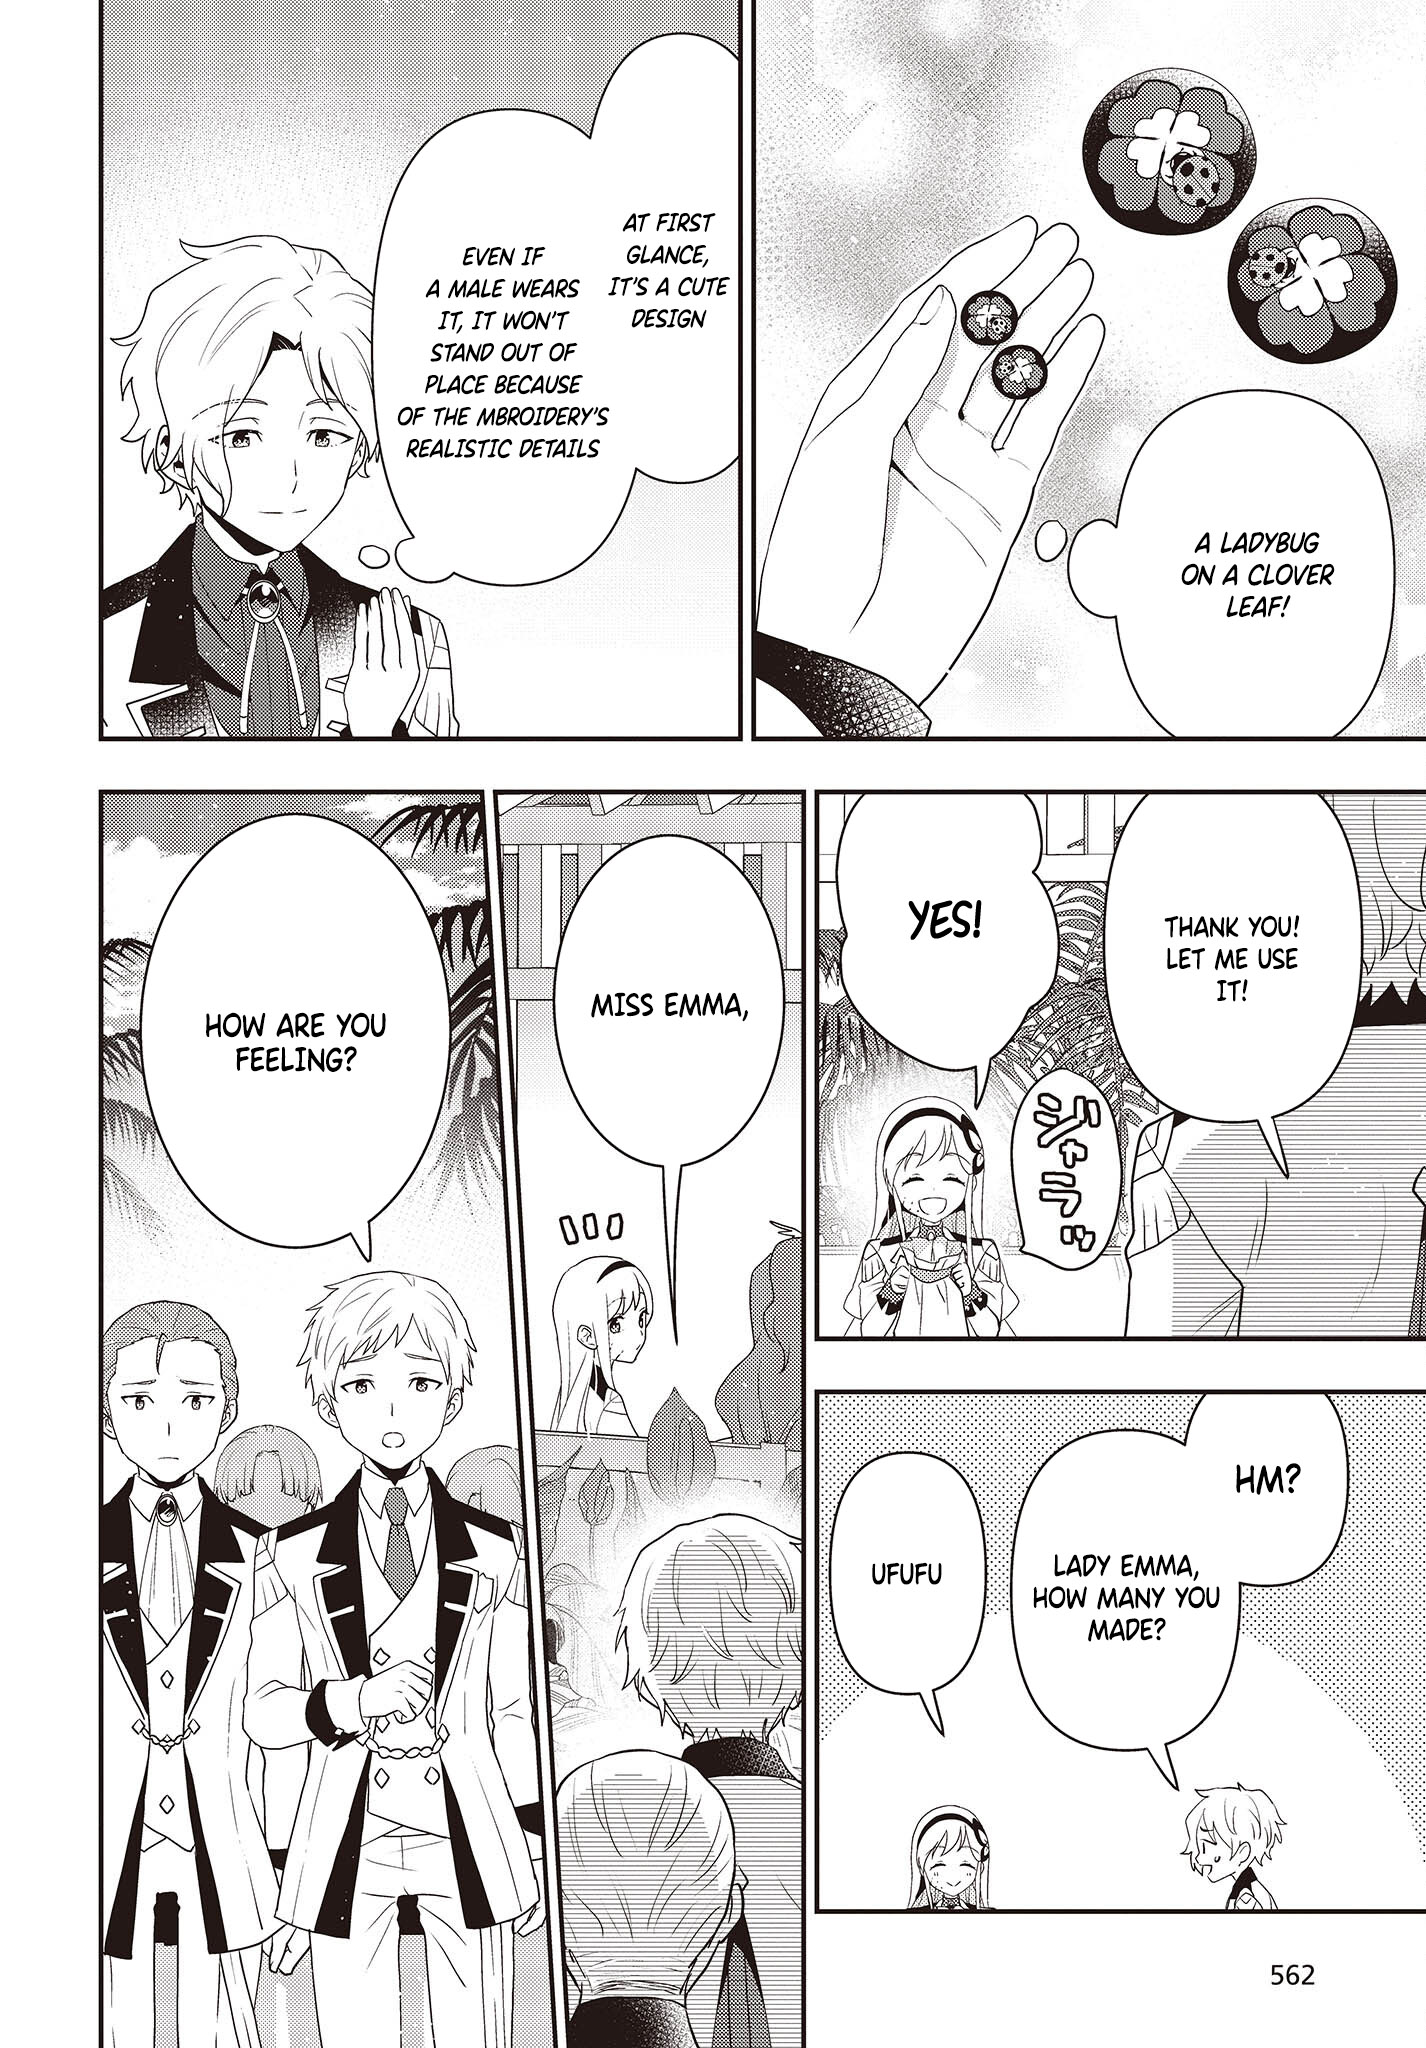 A LADYBUG
ON A CLOVER
LEAF!
AT FIRST
GLANCE,
IT'S A CUTE
DESIGN
EVEN IF
A MALE WEARS
IT, IT WON'T
STAND OUT OF
PLACE BECAUSE
OF THE MBROIDERY'S
REALISTIC DETAILS
THANK YOU!
LET ME USE
IT!
YES!
ジャラッ
HM?
LADY EMMA,
HOW MANY YOU
MADE?
UFUFU
MISS EMMA,
HOW ARE YOU
FEELING?
562